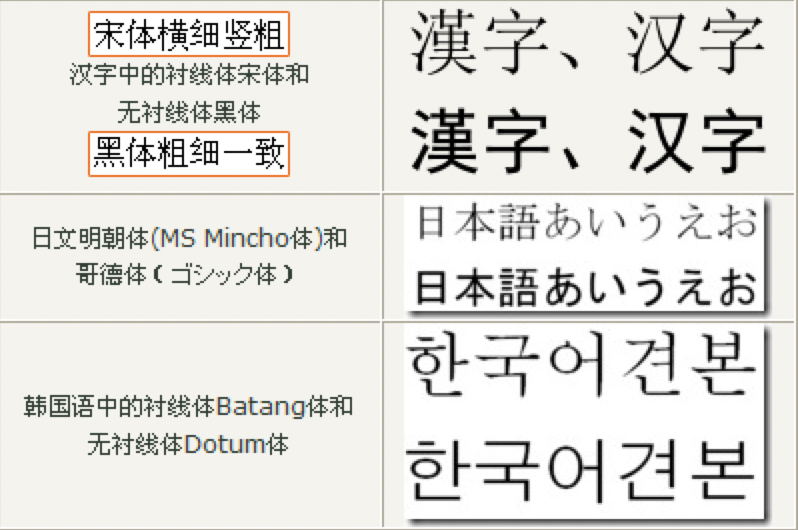 宋体横细竖粗
汉字中的衬线体宋体和
无衬线体黑体
黑体粗细一致
漢字、汉字
漢字、汉字
日文明朝体(MS Mincho体)和
哥德体（ゴシック体）
日本語あいうえお
日本語あいうえお
韩国语中的衬线体Batang体和
无衬线体Dotum体
한국어견본
한국어견본